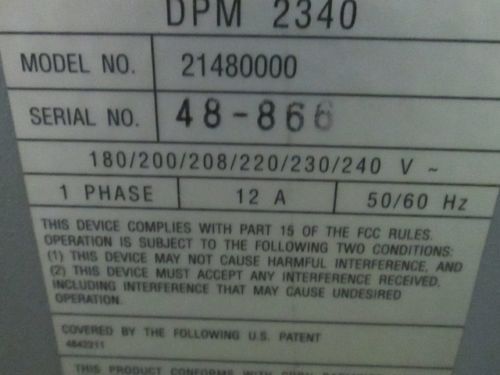 DPM 2340
MODEL NO. 21480000
SERIAL NO. 48-866
180/200/208/220/230/240 V ~
1 PHASE 12 A 50/60 Hz
THIS DEVICE COMPLIES WITH PART 15 OF THE FCC RULES.
OPERATION IS SUBJECT TO THE FOLLOWING TWO CONDITIONS:
(1) THIS DEVICE MAY NOT CAUSE HARMFUL INTERFERENCE, AND
(2) THIS DEVICE MUST ACCEPT ANY INTERFERENCE RECEIVED,
INCLUDING INTERFERENCE THAT MAY CAUSE UNDESIRED
OPERATION.
COVERED BY THE FOLLOWING U.S. PATENT
4642211
THIS PRODUCT CONFORMS WITH